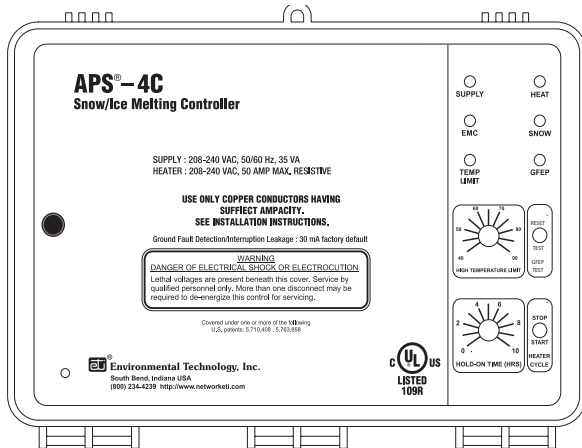 APS®–4C
Snow/Ice Melting Controller
SUPPLY : 208-240 VAC, 50/60 Hz, 35 VA
HEATER : 208-240 VAC, 50 AMP MAX. RESISTIVE
USE ONLY COPPER CONDUCTORS HAVING
SUFFIECT AMPACITY.
SEE INSTALLATION INSTRUCTIONS.
Ground Fault Detection/Interruption Leakage : 30 mA factory default
WARNING
DANGER OF ELECTRICAL SHOCK OR ELECTROCUTION
Lethal voltages are present beneath this cover. Service by
qualified personnel only. More than one disconnect may be
required to de-energize this control for servicing.
Covered under one or more of the following
U.S. patents: 5,710,408 , 5,763,858
eti® Environmental Technology, Inc.
South Bend, Indiana USA
(800) 234-4239 http://www.networketi.com
C UL® US
LISTED
109R
SUPPLY HEAT
EMC SNOW
TEMP
LIMIT
GFEP
40 50 60 70 80 90
HIGH TEMPERATURE LIMIT
RESET
TEST
GFEP
TEST
0 2 4 6 8 10
HOLD-ON TIME (HRS)
STOP
START
HEATER
CYCLE